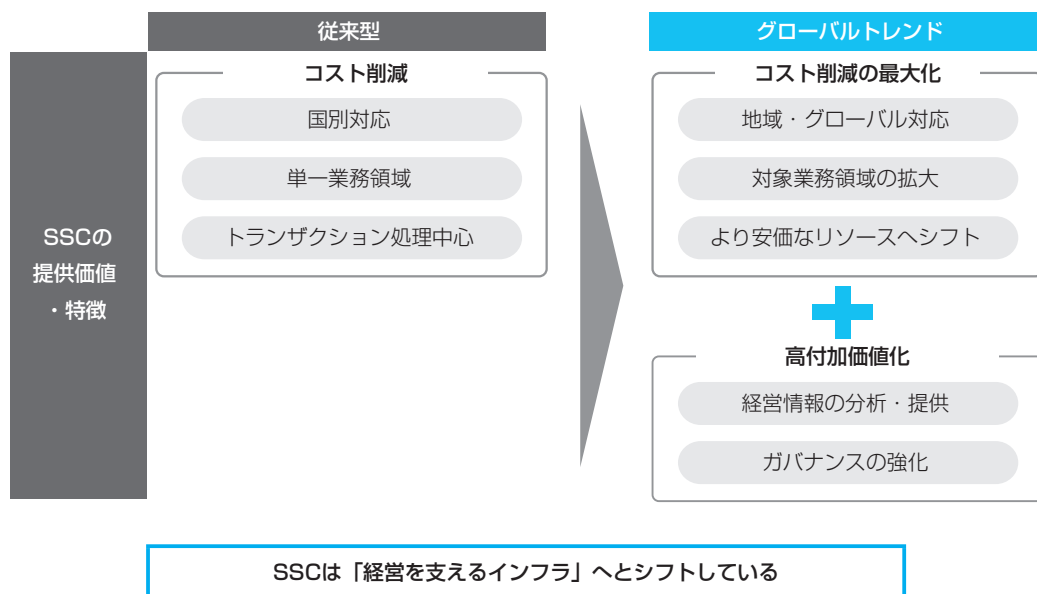 従来型
グローバルトレンド
SSCの
提供価値
・特徴
コスト削減
国別対応
単一業務領域
トランザクション処理中心
コスト削減の最大化
地域・グローバル対応
対象業務領域の拡大
より安価なリソースへシフト
高付加価値化
経営情報の分析・提供
ガバナンスの強化
SSCは「経営を支えるインフラ」へとシフトしている